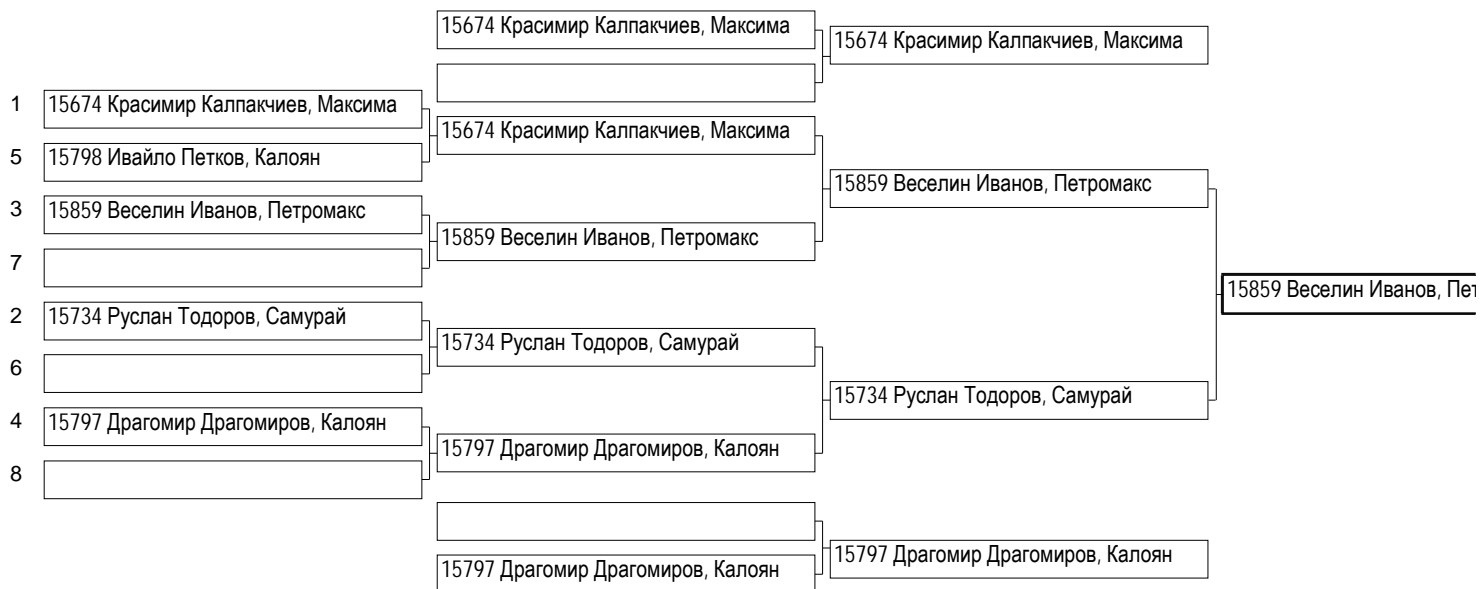 15674 Красимир Калпакчиев, Максима
15674 Красимир Калпакчиев, Максима
1 15674 Красимир Калпакчиев, Максима
15674 Красимир Калпакчиев, Максима
5 15798 Ивайло Петков, Калоян
15859 Веселин Иванов, Петромакс
3 15859 Веселин Иванов, Петромакс
15859 Веселин Иванов, Петромакс
7
15859 Веселин Иванов, Пет
2 15734 Руслан Тодоров, Самурай
15734 Руслан Тодоров, Самурай
6
15734 Руслан Тодоров, Самурай
4 15797 Драгомир Драгомиров, Калоян
15797 Драгомир Драгомиров, Калоян
8
15797 Драгомир Драгомиров, Калоян
15797 Драгомир Драгомиров, Калоян